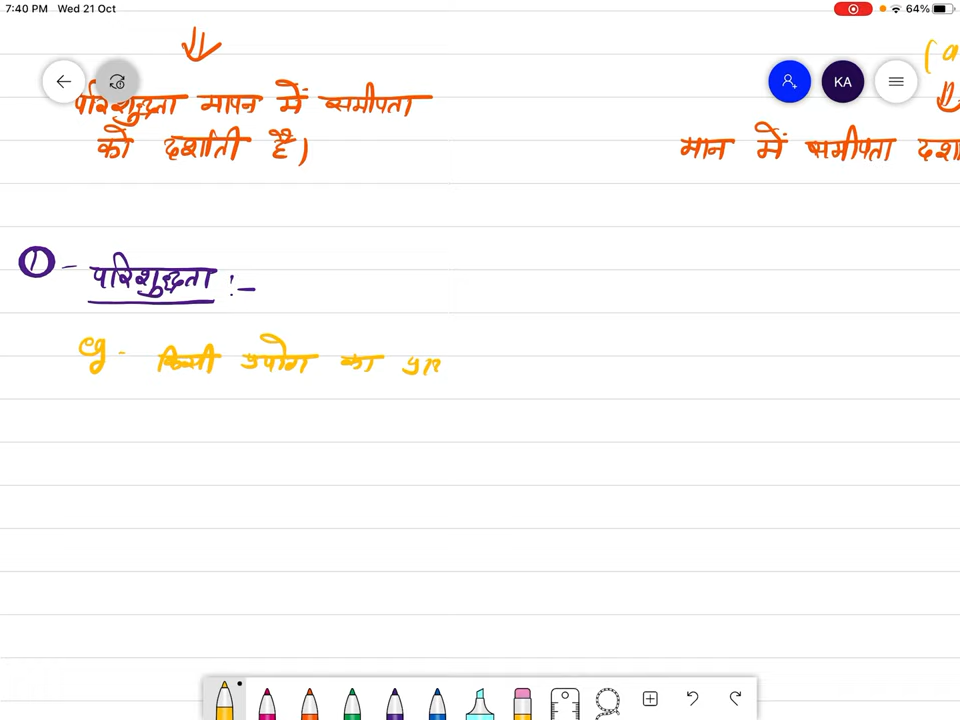 7:40 PM Wed 21 Oct
64%
(a
KA
परिशुद्धता मापन में समीपता
को दर्शाती है)
मान में समीपता दर्शा
① - परिशुद्धता :-
eg - किसी का